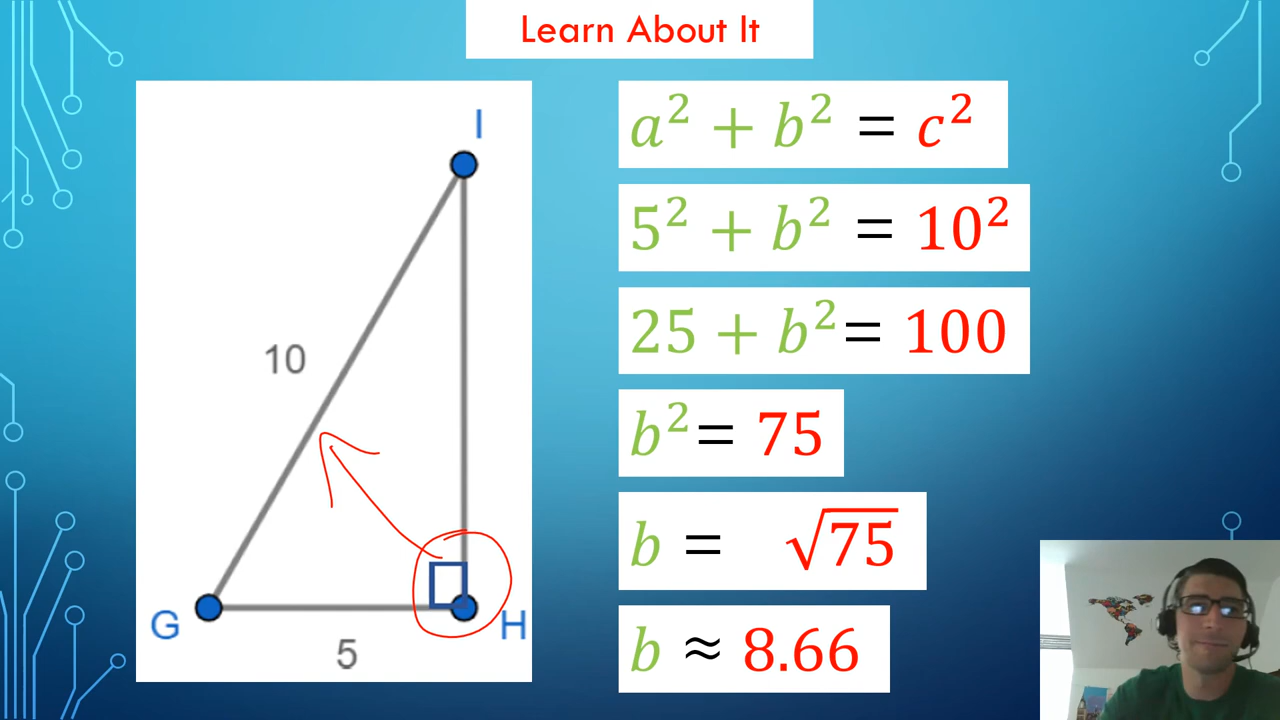 Learn About It
I
10
G
5
H
a² + b² = c²
5² + b² = 10²
25 + b² = 100
b² = 75
b = √75
b ≈ 8.66